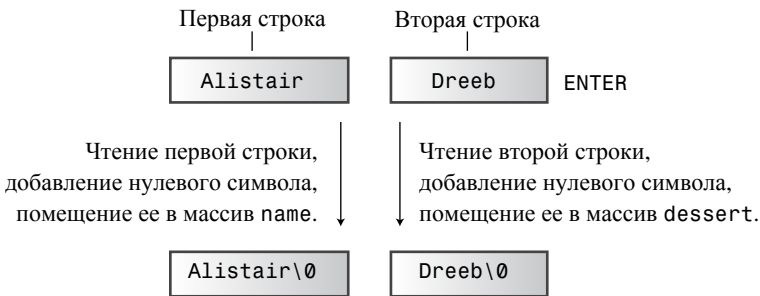 Первая строка
Вторая строка
Alistair
Dreeb
ENTER
Чтение первой строки,
добавление нулевого символа,
помещение ее в массив name.
Чтение второй строки,
добавление нулевого символа,
помещение ее в массив dessert.
Alistair\0
Dreeb\0